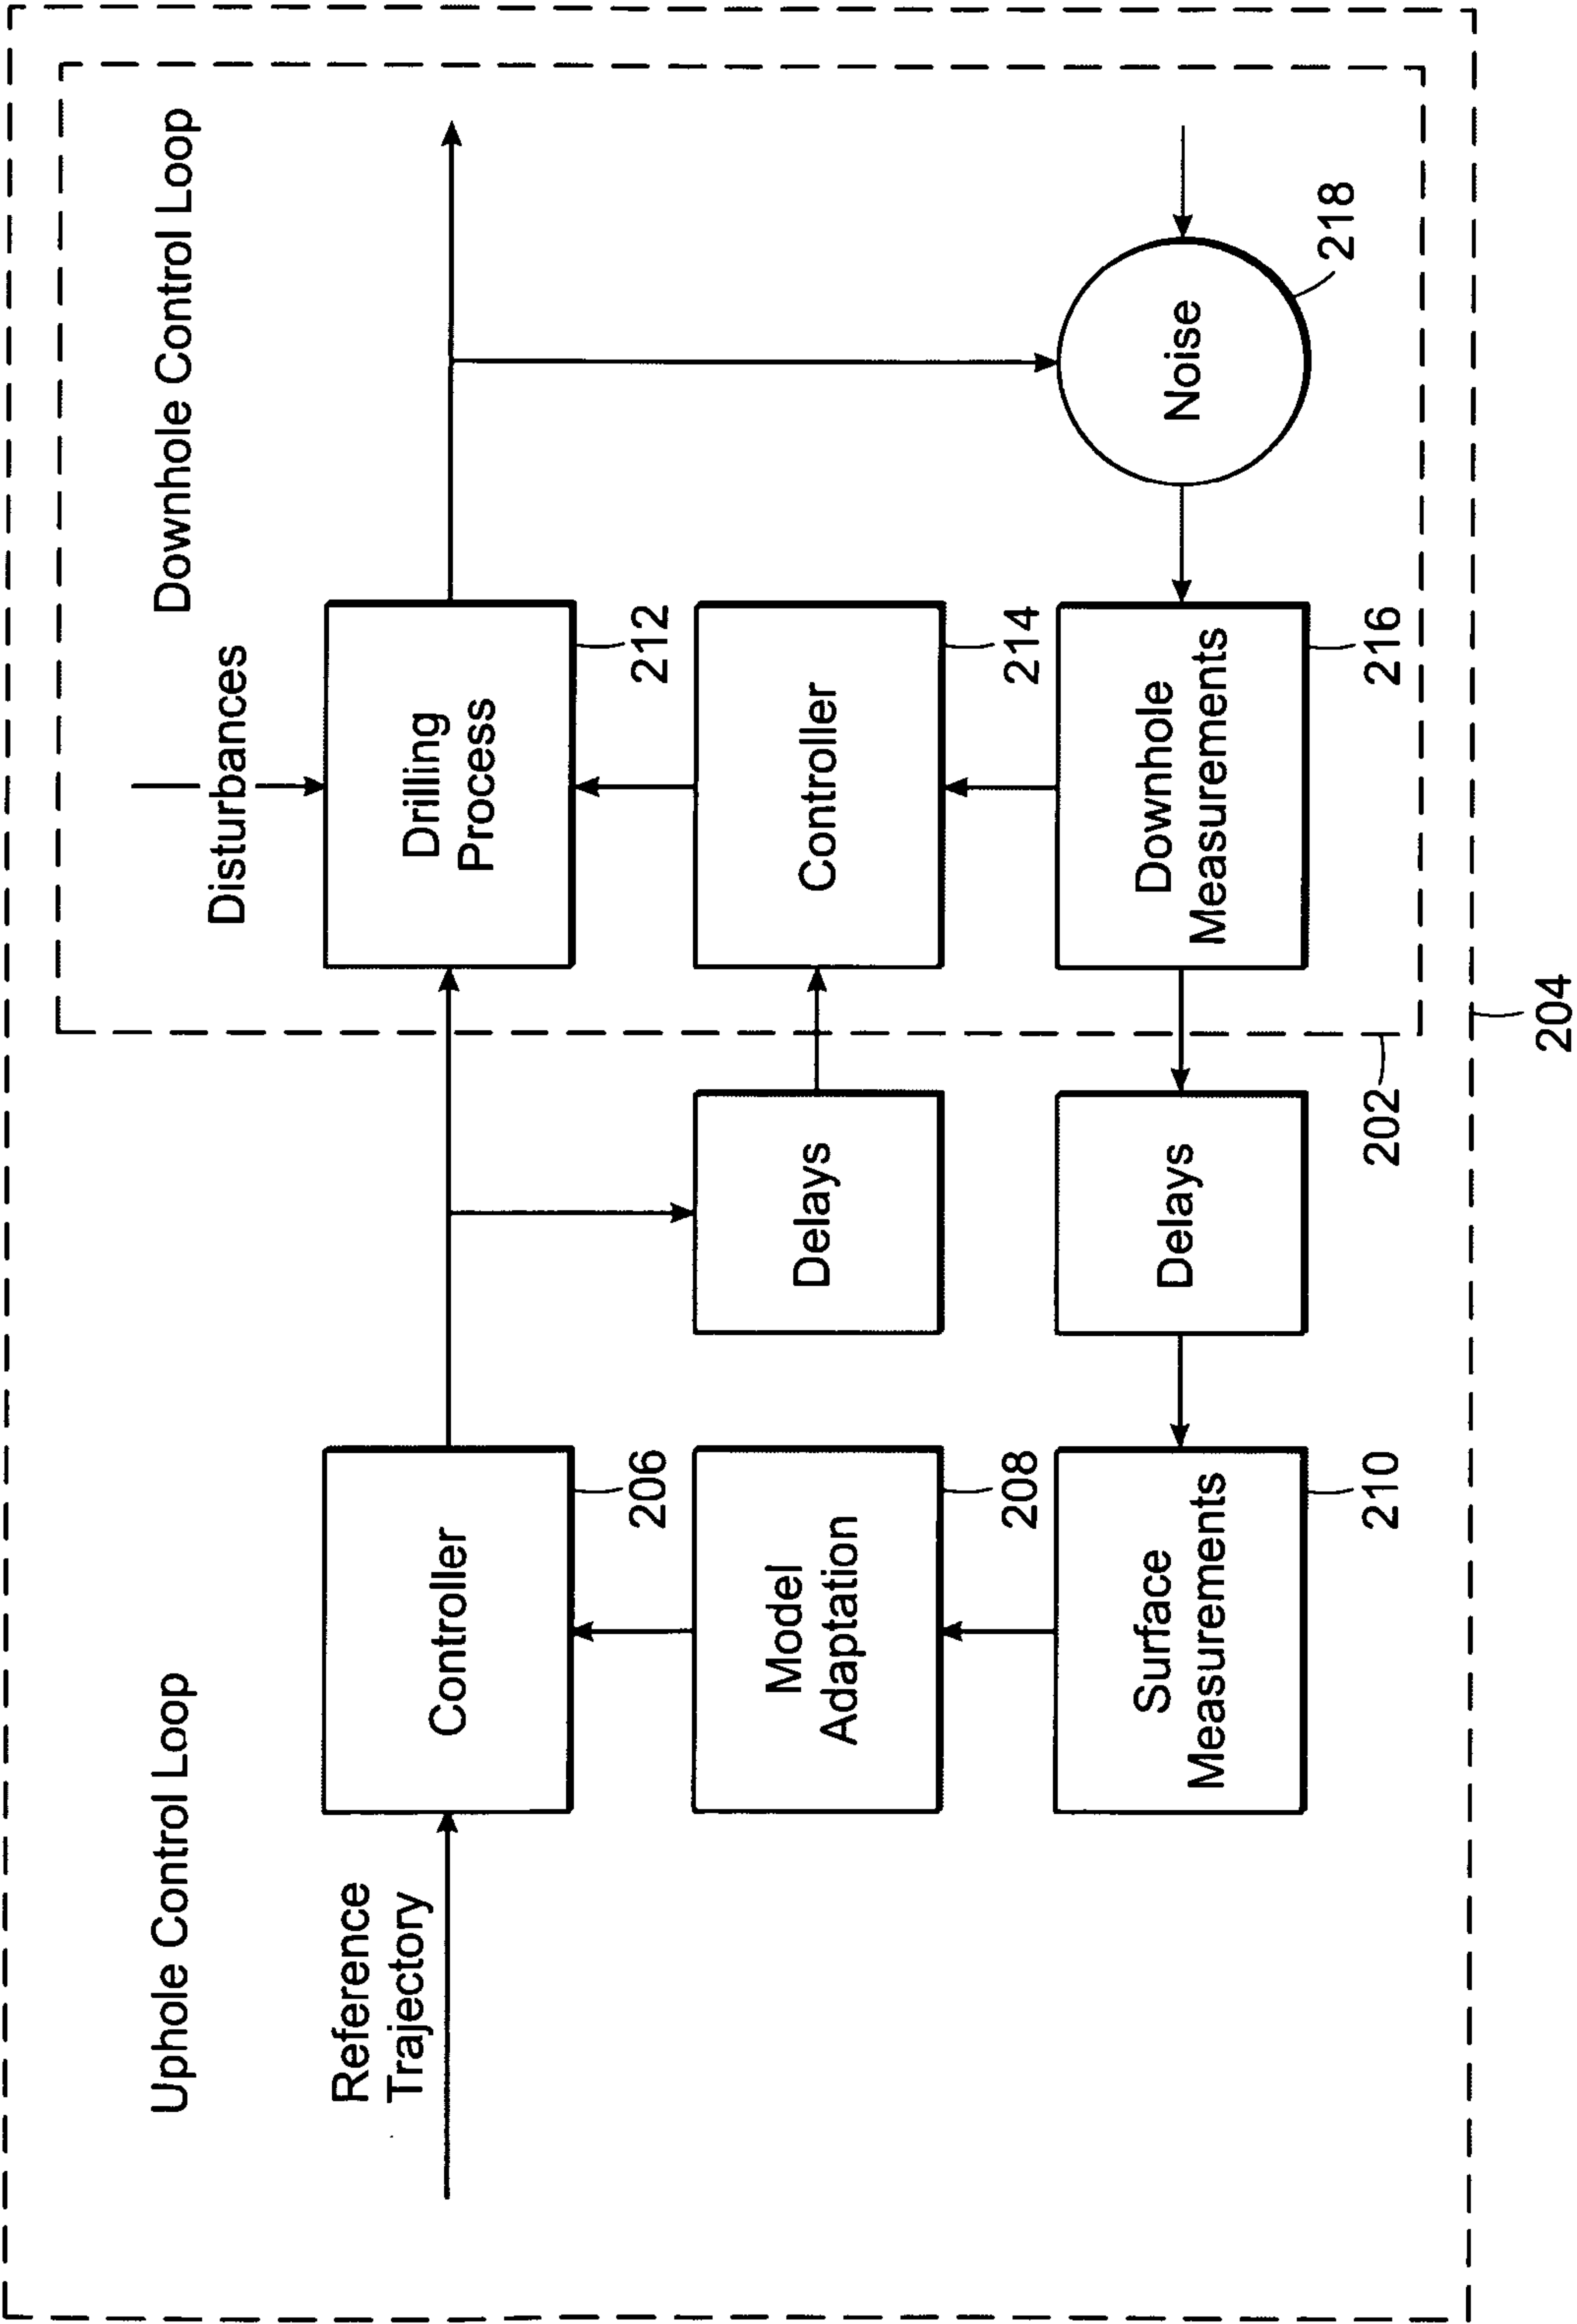 Uphole Control Loop
Downhole Control Loop
Disturbances
Reference
Trajectory
Controller
206
Drilling
Process
212
Model
Adaptation
208
Delays
Controller
214
Surface
Measurements
210
Delays
Downhole
Measurements
216
Noise
218
202
204